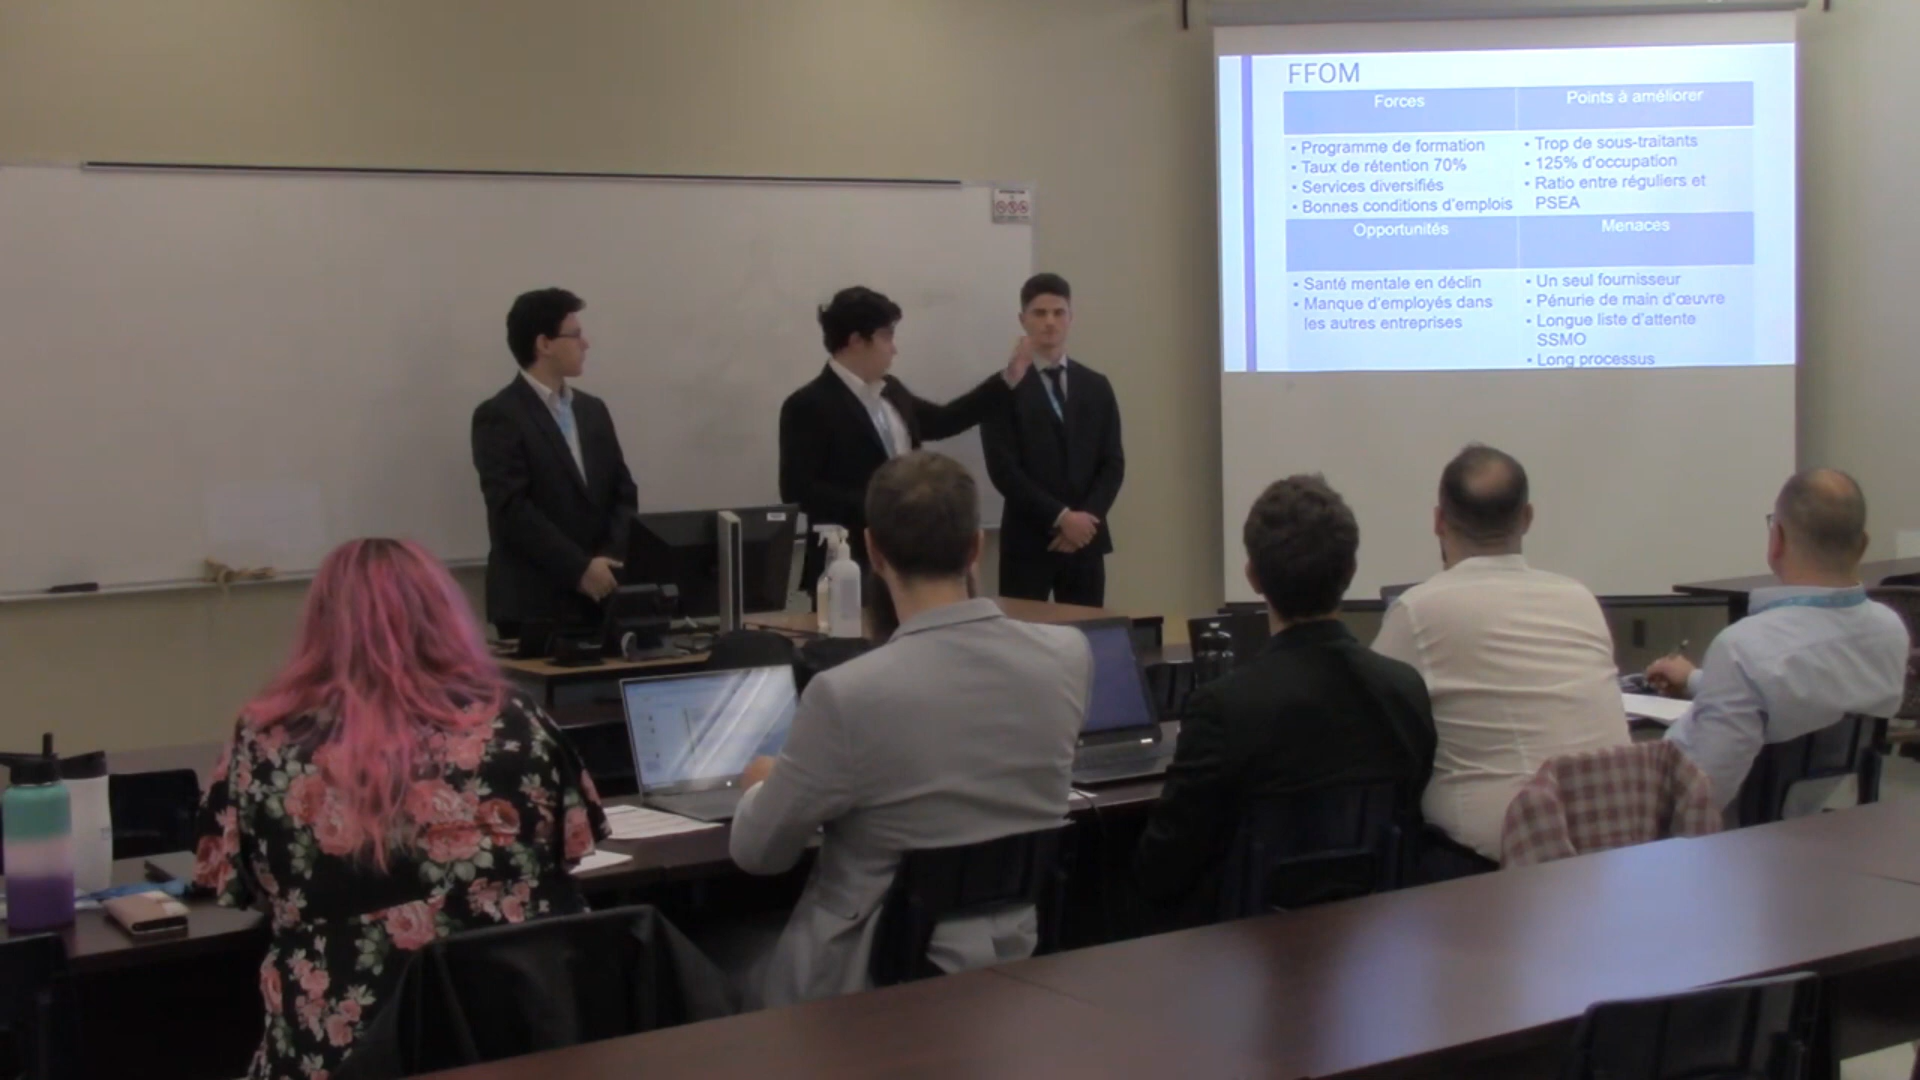 FFOM
Forces
Points à améliorer
• Programme de formation
• Taux de rétention 70%
• Services diversifiés
• Bonnes conditions d'emplois
• Trop de sous-traitants
• 125% d'occupation
• Ratio entre réguliers et
PSEA
Opportunités
Menaces
• Santé mentale en déclin
• Manque d'employés dans
les autres entreprises
• Un seul fournisseur
• Pénurie de main d'œuvre
• Longue liste d'attente
SSMO
• Long processus